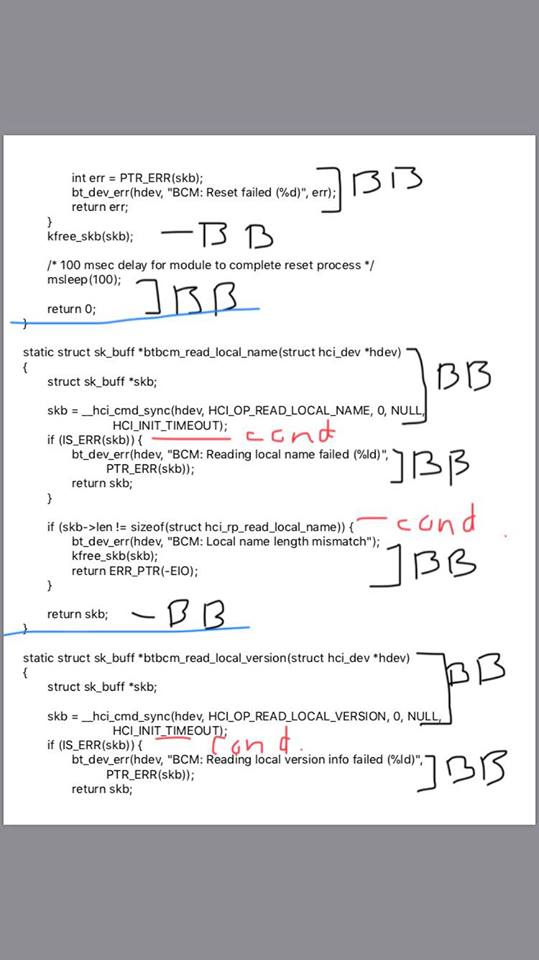 int err = PTR_ERR(skb);
bt_dev_err(hdev, "BCM: Reset failed (%d)", err); BB
return err;
}
kfree_skb(skb); BB
/* 100 msec delay for module to complete reset process */
msleep(100);
BB
return 0;
}
static struct sk_buff *btbcm_read_local_name(struct hci_dev *hdev)
{
struct sk_buff *skb; BB
skb = __hci_cmd_sync(hdev, HCI_OP_READ_LOCAL_NAME, 0, NULL,
HCI_INIT_TIMEOUT);
if (IS_ERR(skb)) { cond
bt_dev_err(hdev, "BCM: Reading local name failed (%ld)", BB
PTR_ERR(skb));
return skb;
}
if (skb->len != sizeof(struct hci_rp_read_local_name)) { cond
bt_dev_err(hdev, "BCM: Local name length mismatch");
kfree_skb(skb); BB
return ERR_PTR(-EIO);
}
return skb; BB
}
static struct sk_buff *btbcm_read_local_version(struct hci_dev *hdev)
{ BB
struct sk_buff *skb;
skb = __hci_cmd_sync(hdev, HCI_OP_READ_LOCAL_VERSION, 0, NULL,
HCI_INIT_TIMEOUT);
if (IS_ERR(skb)) { cond.
bt_dev_err(hdev, "BCM: Reading local version info failed (%ld)", BB
PTR_ERR(skb));
return skb;